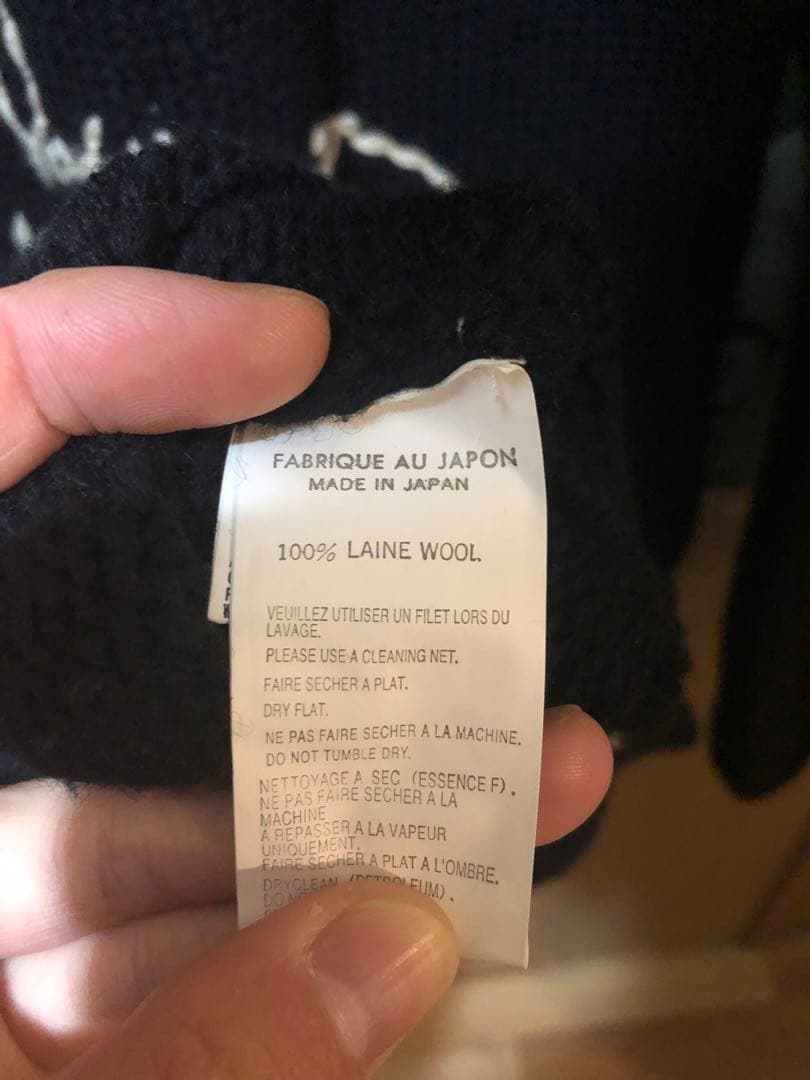 FABRIQUE AU JAPON
MADE IN JAPAN
100% LAINE WOOL
VEUILLEZ UTILISER UN FILET LORS DU
LAVAGE.
PLEASE USE A CLEANING NET.
FAIRE SECHER A PLAT.
DRY FLAT.
NE PAS FAIRE SECHER A LA MACHINE.
DO NOT TUMBLE DRY.
NETTOYAGE A SEC (ESSENCE F).
NE PAS FAIRE SECHER A LA
MACHINE
A REPASSER A LA VAPEUR
UNIQUEMENT.
FAIRE SECHER A PLAT A L'OMBRE.
DRYCLEAN (PETROLEUM).
DO